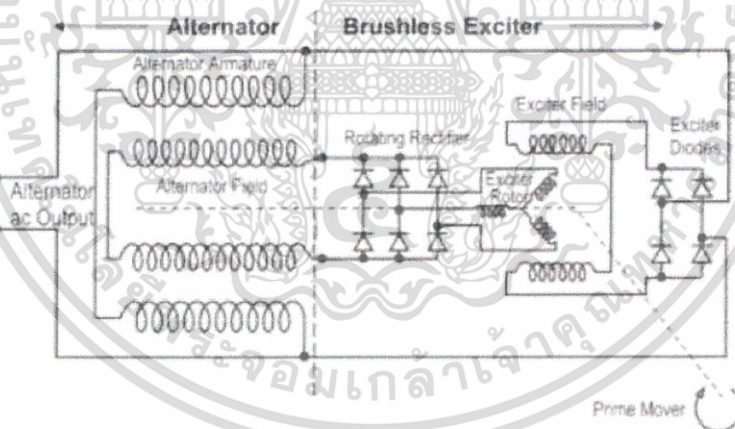 Alternator
Brushless Exciter
Alternator Armature
Exciter Field
Rotating Rectifier
Exciter
Diodes
Alternator
ac Output
Alternator Field
Exciter
Rotor
Prime Mover